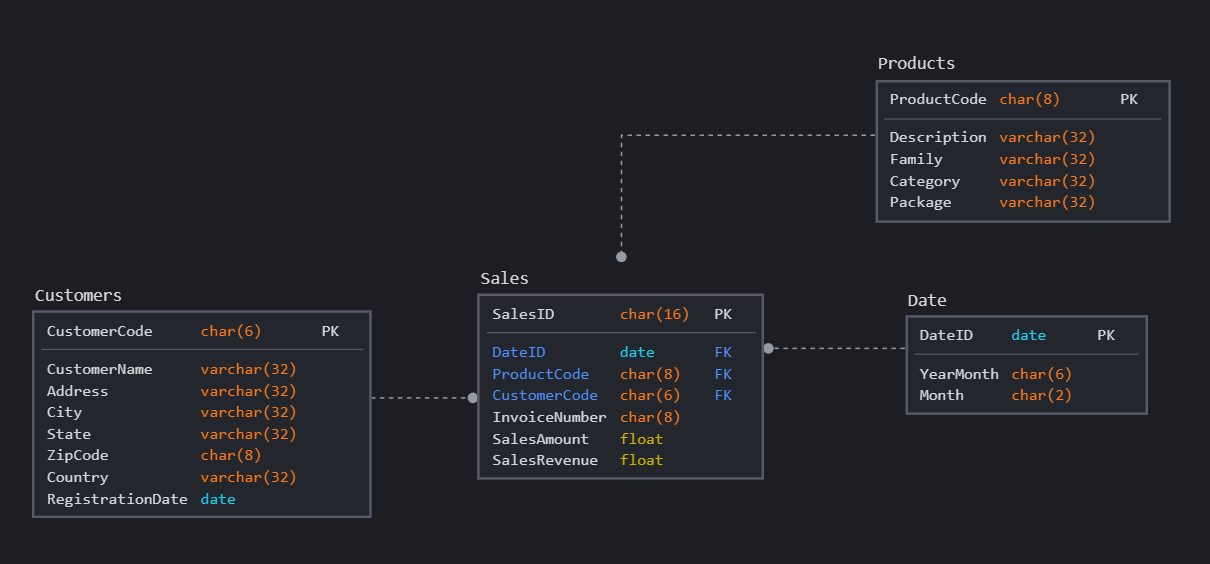 Products
ProductCode char(8) PK
Description varchar(32)
Family varchar(32)
Category varchar(32)
Package varchar(32)
Sales
SalesID char(16) PK
DateID date FK
ProductCode char(8) FK
CustomerCode char(6) FK
InvoiceNumber char(8)
SalesAmount float
SalesRevenue float
Customers
CustomerCode char(6) PK
CustomerName varchar(32)
Address varchar(32)
City varchar(32)
State varchar(32)
ZipCode char(8)
Country varchar(32)
RegistrationDate date
Date
DateID date PK
YearMonth char(6)
Month char(2)